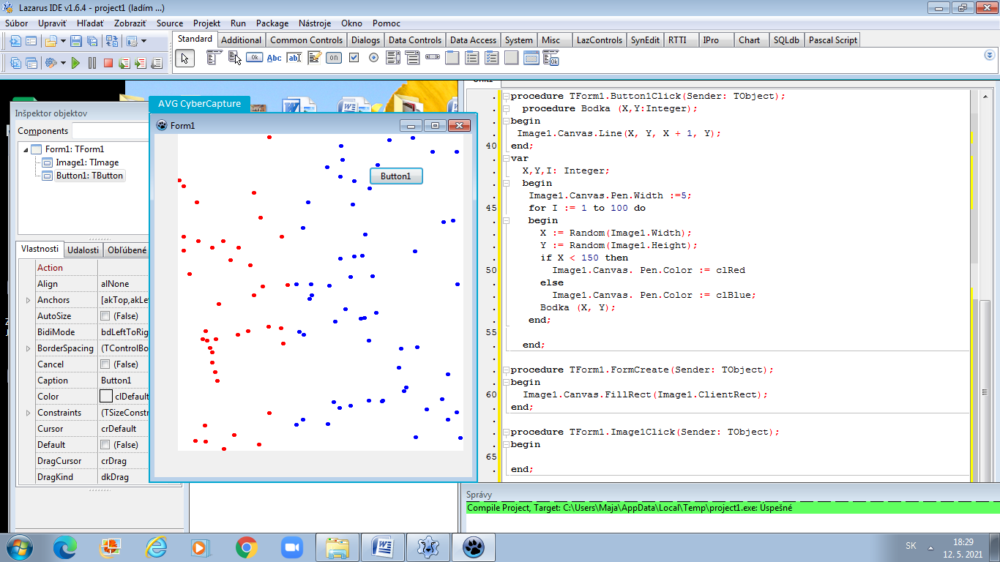 Lazarus IDE v1.6.4 - project1 (ladím ...)
Súbor Upraviť Hľadať Zobraziť Source Projekt Run Package Nástroje Okno Pomoc
Standard Additional Common Controls Dialogs Data Controls Data Access System Misc LazControls SynEdit RTTI IPro Chart SQLdb Pascal Script
Ok Abc ab on Ok
AVG CyberCapture
Form1
Button1
Inšpektor objektov
Components
Form1: TForm1
Image1: TImage
Button1: TButton
Vlastnosti Udalosti Obľúbené
Action
Align alNone
Anchors [akTop,akLe
AutoSize (False)
BidiMode bdLeftToRig
BorderSpacing (TControlBo
Cancel (False)
Caption Button1
Color clDefault
Constraints (TSizeConstr
Cursor crDefault
Default (False)
DragCursor crDrag
DragKind dkDrag
procedure TForm1.Button1Click(Sender: TObject);
procedure Bodka (X,Y:Integer);
begin
Image1.Canvas.Line(X, Y, X + 1, Y);
40 end;
var
X,Y,I: Integer;
begin
Image1.Canvas.Pen.Width :=5;
45 for I := 1 to 100 do
begin
X := Random(Image1.Width);
Y := Random(Image1.Height);
if X < 150 then
50 Image1.Canvas. Pen.Color := clRed
else
Image1.Canvas. Pen.Color := clBlue;
Bodka (X, Y);
end;
55
end;
procedure TForm1.FormCreate(Sender: TObject);
begin
60 Image1.Canvas.FillRect(Image1.ClientRect);
end;
procedure TForm1.Image1Click(Sender: TObject);
begin
65
end;
Správy
Compile Project, Target: C:\Users\Maja\AppData\Local\Temp\project1.exe: Úspešné
SK
18:29
12. 5. 2021